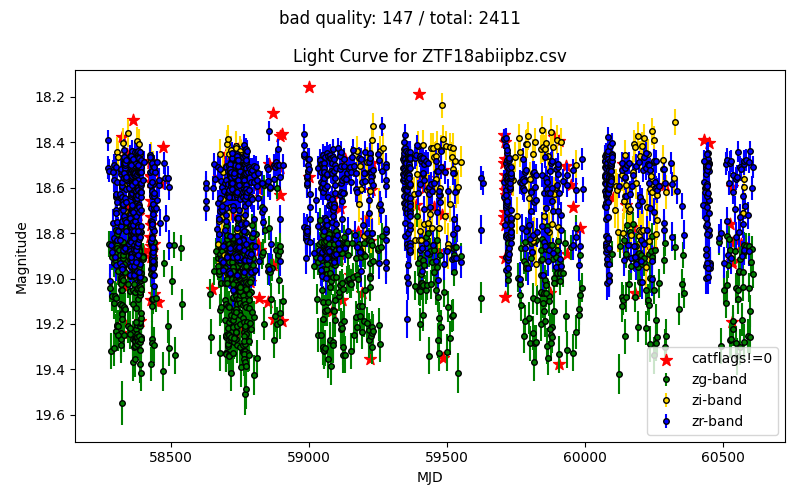 bad quality: 147 / total: 2411
Light Curve for ZTF18abiipbz.csv
18.2
18.4
18.6
18.8
19.0
19.2
19.4
19.6
Magnitude
58500
59000
59500
60000
60500
MJD
catflags!=0
zg-band
zi-band
zr-band